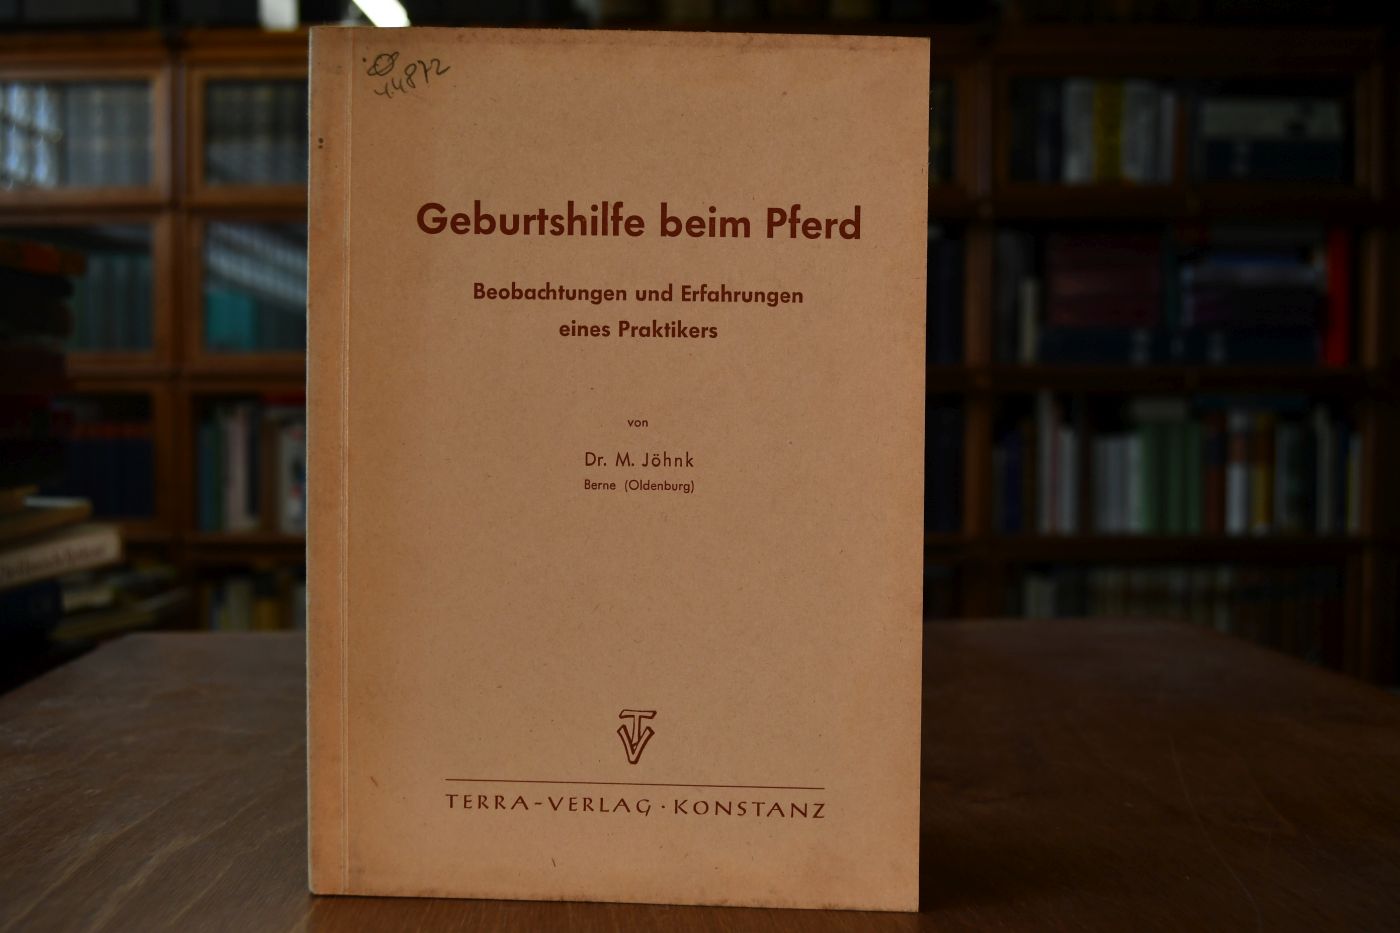 44872
Geburtshilfe beim Pferd
Beobachtungen und Erfahrungen
eines Praktikers
von
Dr. M. Jöhnk
Berne (Oldenburg)
TV
TERRA-VERLAG · KONSTANZ